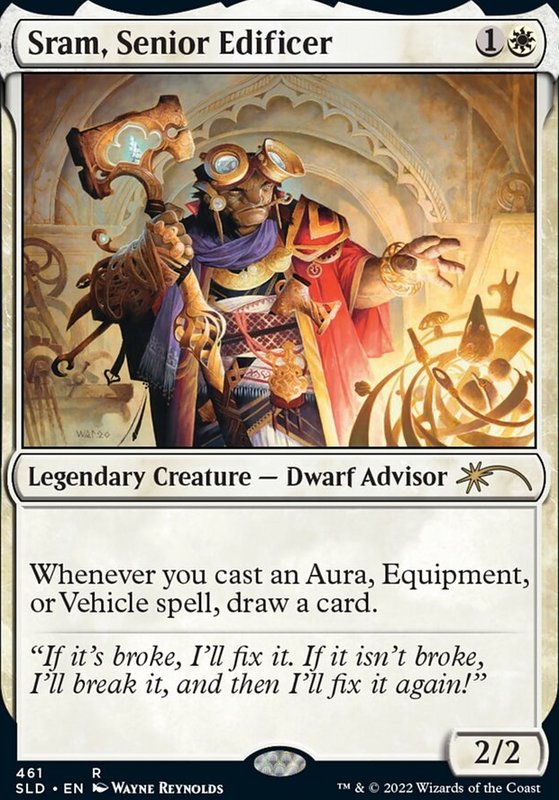 Sram, Senior Edificer 1
Legendary Creature — Dwarf Advisor
Whenever you cast an Aura, Equipment,
or Vehicle spell, draw a card.
“If it’s broke, I’ll fix it. If it isn’t broke,
I’ll break it, and then I’ll fix it again!”
2/2
461 R
SLD • EN Wayne Reynolds ™ & © 2022 Wizards of the Coast